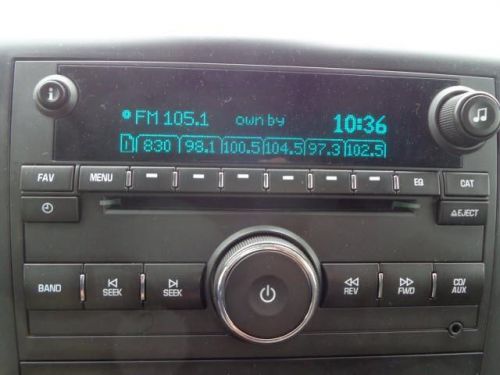 FM 105.1 own by 10:36
1 830 98.1 100.5 104.5 97.3 102.5
FAV MENU EQ CAT
EJECT
BAND SEEK SEEK REV FWD CD/AUX